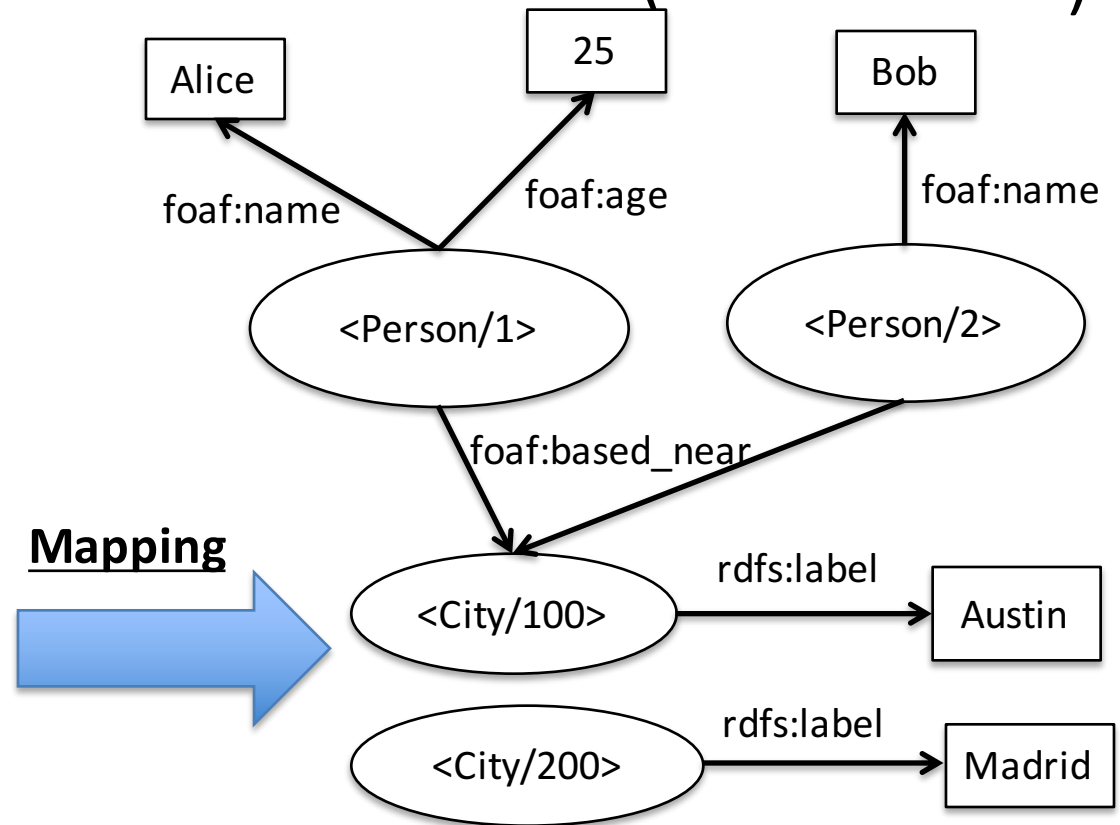 Alice
25
Bob
foaf:name
foaf:age
foaf:name
<Person/1>
<Person/2>
foaf:based_near
Mapping
<City/100>
rdfs:label
Austin
<City/200>
rdfs:label
Madrid